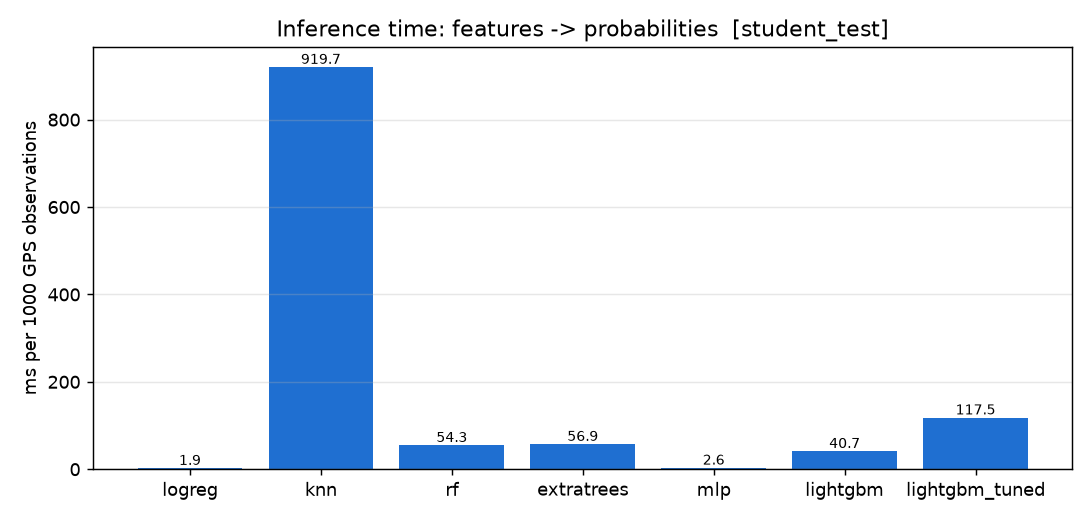 Inference time: features -> probabilities  [student_test]
ms per 1000 GPS observations
800
600
400
200
0
1.9
919.7
54.3
56.9
2.6
40.7
117.5
logreg
knn
rf
extratrees
mlp
lightgbm
lightgbm_tuned